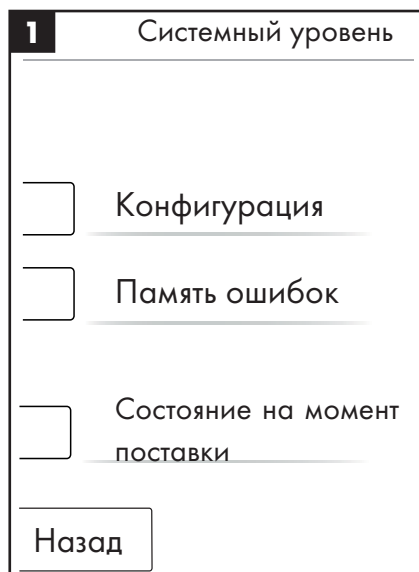 1
Системный уровень
Конфигурация
Память ошибок
Состояние на момент
поставки
Назад